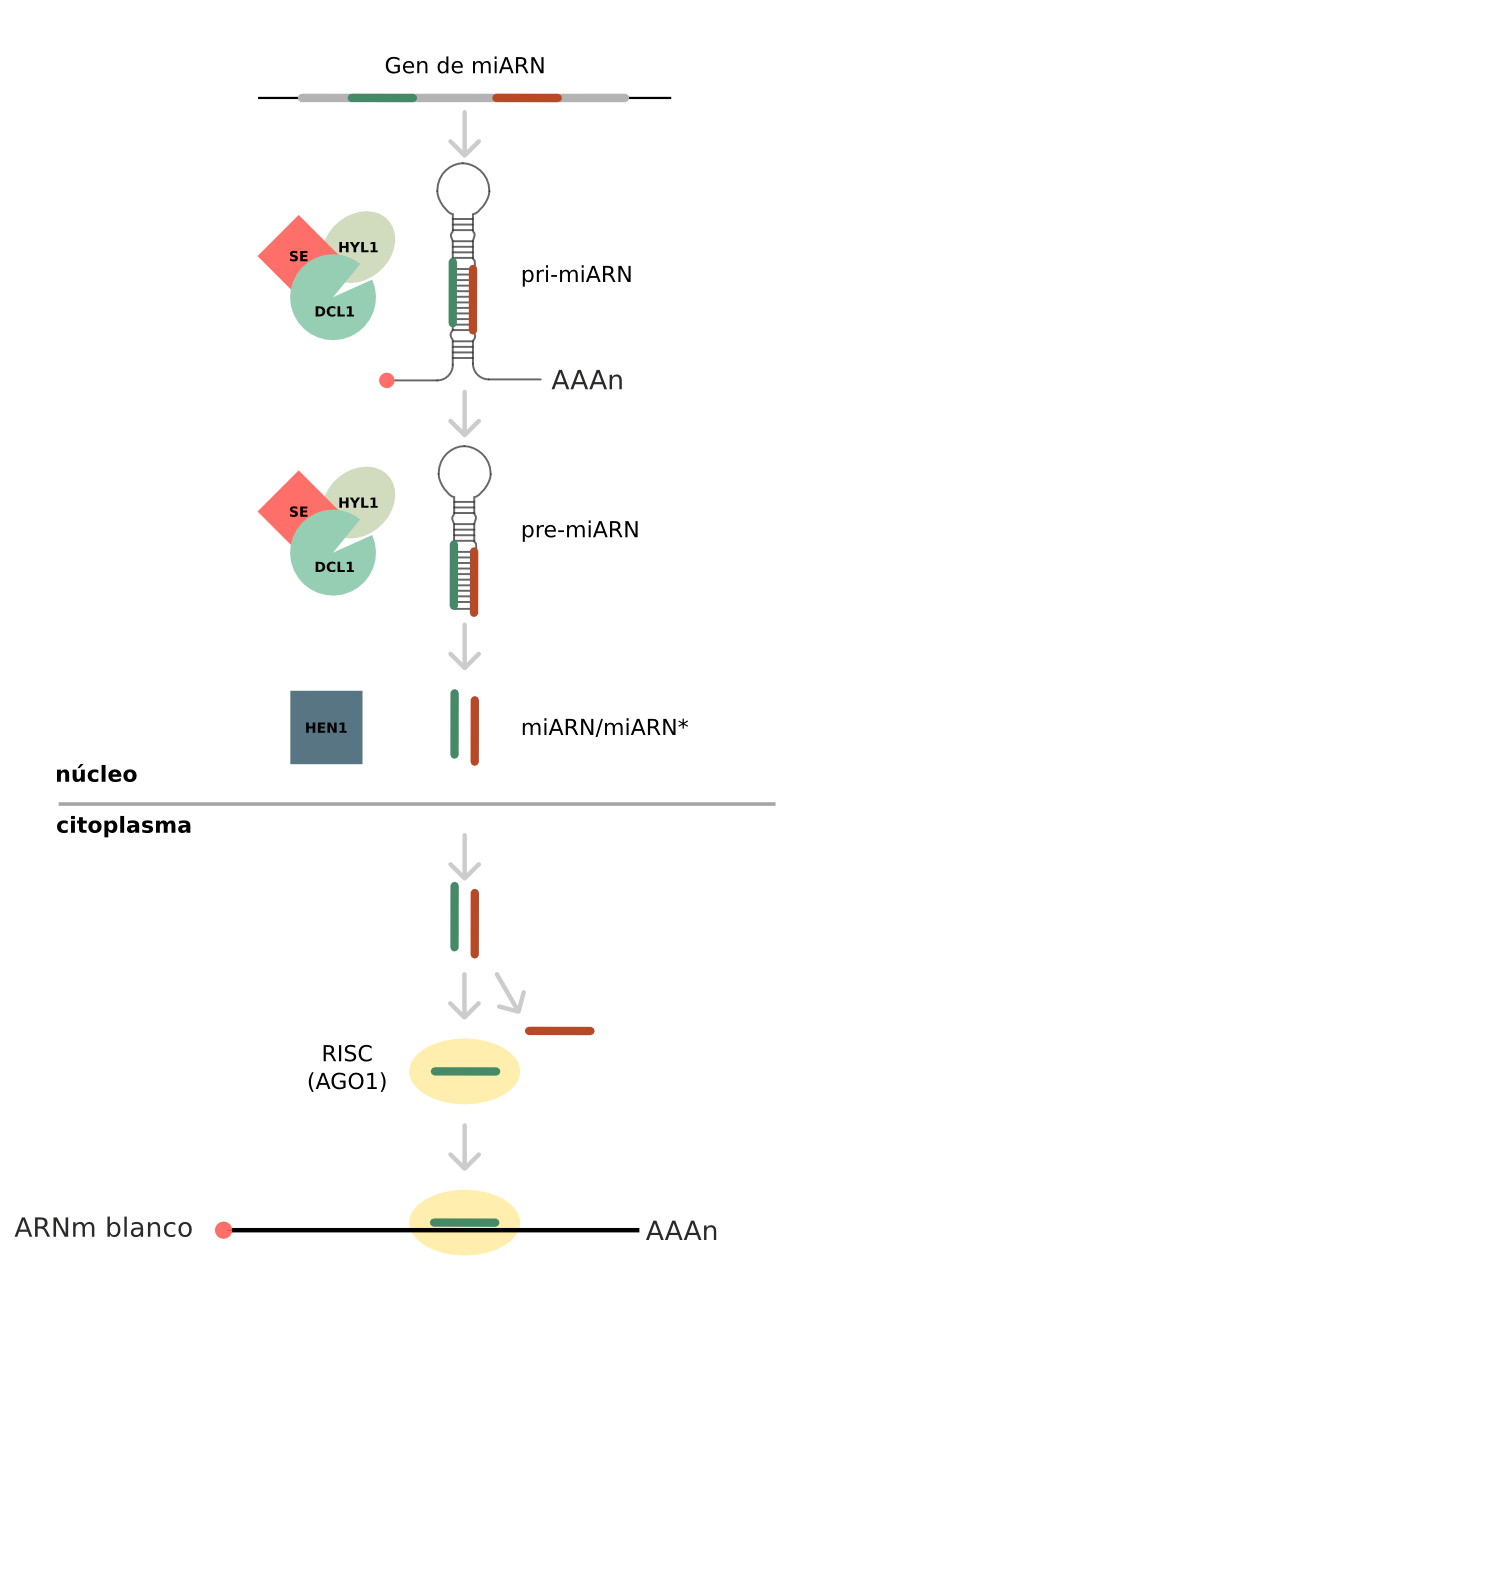 Gen de miARN
SE
HYL1
DCL1
pri-miARN
AAAn
SE
HYL1
DCL1
pre-miARN
HEN1
miARN/miARN*
núcleo
citoplasma
RISC
(AGO1)
ARNm blanco
AAAn